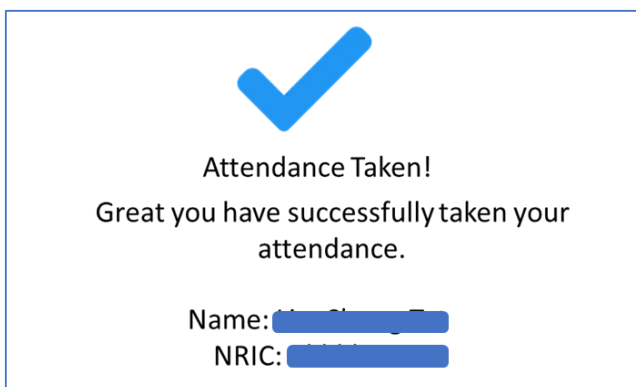 Attendance Taken!
Great you have successfully taken your
attendance.
Name:
NRIC: